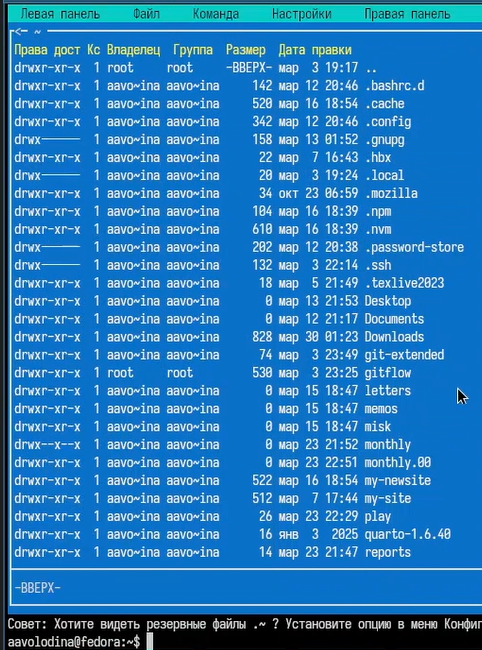 Левая панель Файл Команда Настройки Правая панель
<─ ~
Права дост Кс Владелец Группа Размер Дата правки
drwxr-xr-x 1 root root -ВВЕРХ- мар 3 19:17 ..
drwxr-xr-x 1 aavo~ina aavo~ina 142 мар 12 20:46 .bashrc.d
drwxr-xr-x 1 aavo~ina aavo~ina 520 мар 16 18:54 .cache
drwxr-xr-x 1 aavo~ina aavo~ina 342 мар 12 20:46 .config
drwx------ 1 aavo~ina aavo~ina 158 мар 13 01:52 .gnupg
drwxr-xr-x 1 aavo~ina aavo~ina 22 мар 7 16:43 .hbx
drwx------ 1 aavo~ina aavo~ina 20 мар 3 19:24 .local
drwxr-xr-x 1 aavo~ina aavo~ina 34 окт 23 06:59 .mozilla
drwxr-xr-x 1 aavo~ina aavo~ina 104 мар 16 18:39 .npm
drwxr-xr-x 1 aavo~ina aavo~ina 610 мар 16 18:39 .nvm
drwx------ 1 aavo~ina aavo~ina 202 мар 12 20:38 .password-store
drwx------ 1 aavo~ina aavo~ina 132 мар 3 22:14 .ssh
drwxr-xr-x 1 aavo~ina aavo~ina 18 мар 5 21:49 .texlive2023
drwxr-xr-x 1 aavo~ina aavo~ina 0 мар 13 21:53 Desktop
drwxr-xr-x 1 aavo~ina aavo~ina 0 мар 12 21:17 Documents
drwxr-xr-x 1 aavo~ina aavo~ina 828 мар 30 01:23 Downloads
drwxr-xr-x 1 aavo~ina aavo~ina 74 мар 3 23:49 git-extended
drwxr-xr-x 1 root root 530 мар 3 23:25 gitflow
drwxr-xr-x 1 aavo~ina aavo~ina 0 мар 15 18:47 letters
drwxr-xr-x 1 aavo~ina aavo~ina 0 мар 15 18:47 memos
drwxr-xr-x 1 aavo~ina aavo~ina 0 мар 15 18:47 misk
drwx--x--x 1 aavo~ina aavo~ina 0 мар 23 21:52 monthly
drwxr-xr-x 1 aavo~ina aavo~ina 0 мар 23 22:51 monthly.00
drwxr-xr-x 1 aavo~ina aavo~ina 522 мар 16 18:54 my-newsite
drwxr-xr-x 1 aavo~ina aavo~ina 512 мар 7 17:44 my-site
drwxr-xr-x 1 aavo~ina aavo~ina 26 мар 23 22:29 play
drwxr-xr-x 1 aavo~ina aavo~ina 16 янв 3 2025 quarto-1.6.40
drwxr-xr-x 1 aavo~ina aavo~ina 14 мар 23 21:47 reports
-ВВЕРХ-
Совет: Хотите видеть резервные файлы .~ ? Установите опцию в меню Конфиг
aavolodina@fedora:~$